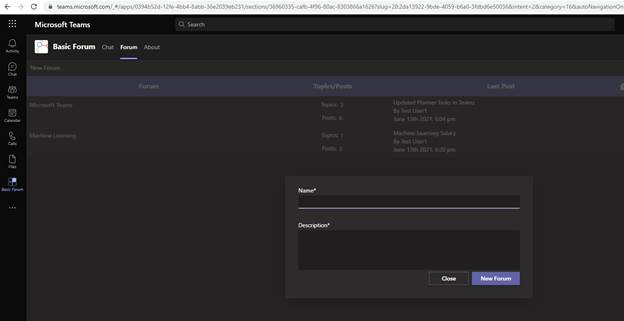 teams.microsoft.com/_#/apps/0394b52d-12fe-4bb4-8abb-36e2039eb231/sections/36960335-cafb-4f96-80ac-8303866a1626?slug=28:2da13922-9bde-4059-b6a0-3fdbd6e50036&intent=2&category=16&autoNavigationOn
Microsoft Teams
Search
Basic Forum Chat Forum About
Activity
Chat
Teams
Calendar
Calls
Files
Basic Forum
New Forum
Forum Topics/Posts Last Post
Microsoft Teams Topics: 2 Updated Planner Tasks in Teams
By Test User1
Posts: 6 June 13th 2021, 6:04 pm
Machine Learning Topics: 1 Machine Learning Salary
By Test User1
Posts: 3 June 13th 2021, 6:20 pm
Name*
Description*
Close New Forum